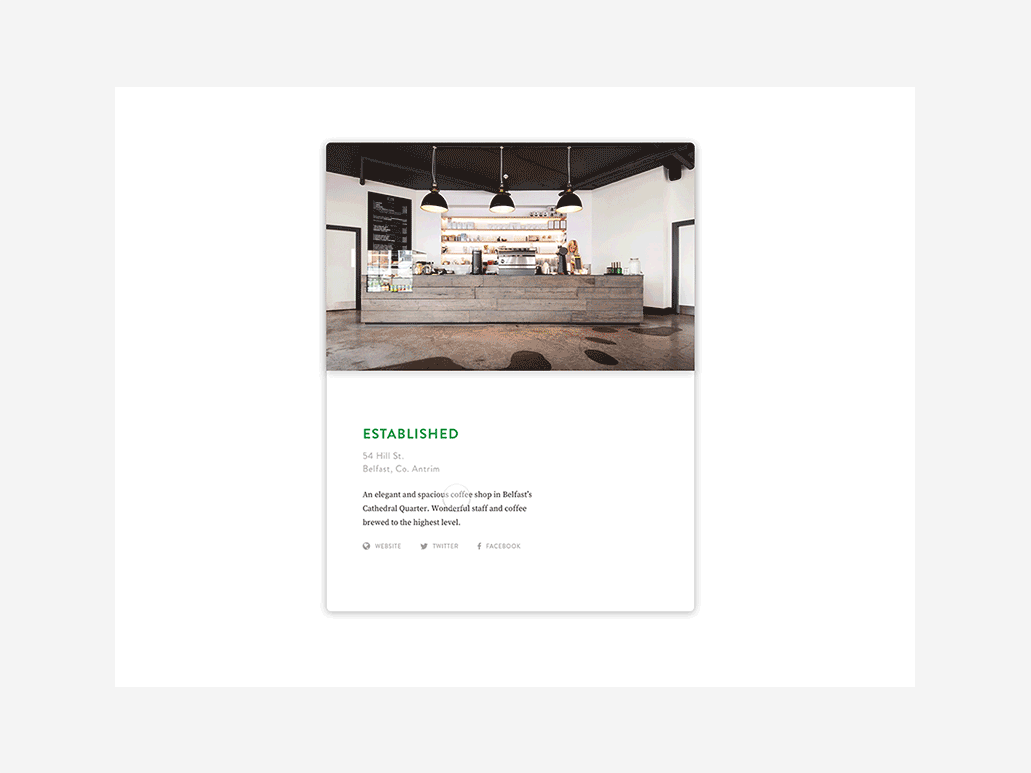 ESTABLISHED
54 Hill St.
Belfast, Co. Antrim
An elegant and spacious coffee shop in Belfast's
Cathedral Quarter. Wonderful staff and coffee
brewed to the highest level.
WEBSITE TWITTER FACEBOOK